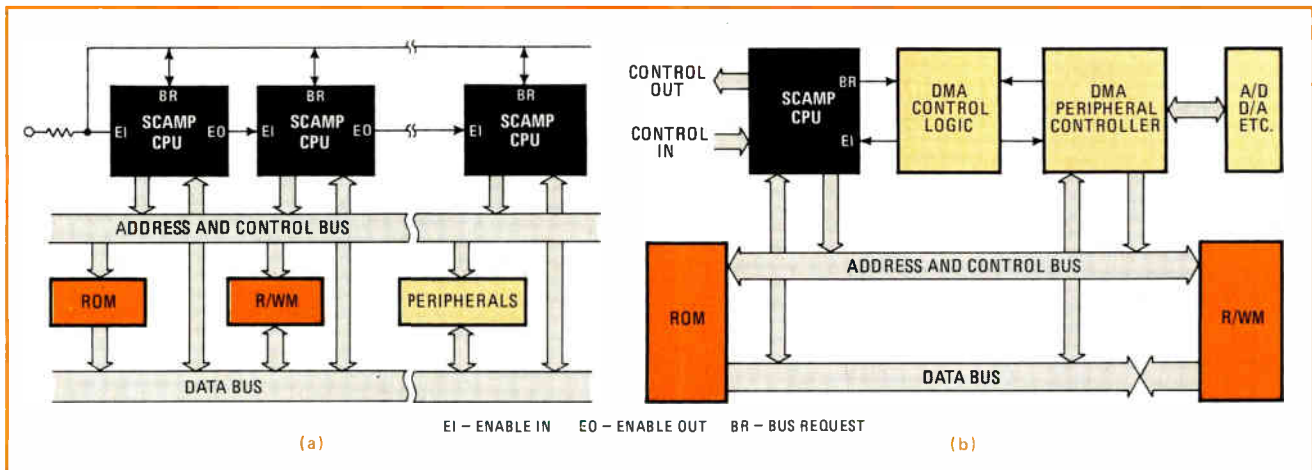 BR
SCAMP
CPU
EI
EO
BR
SCAMP
CPU
EI
EO
BR
SCAMP
CPU
EI
ADDRESS AND CONTROL BUS
ROM
R/WM
PERIPHERALS
DATA BUS
(a)
CONTROL
OUT
CONTROL
IN
SCAMP
CPU
BR
EI
DMA
CONTROL
LOGIC
DMA
PERIPHERAL
CONTROLLER
A/D
D/A
ETC.
ADDRESS AND CONTROL BUS
ROM
R/WM
DATA BUS
(b)
EI – ENABLE IN EO – ENABLE OUT BR – BUS REQUEST